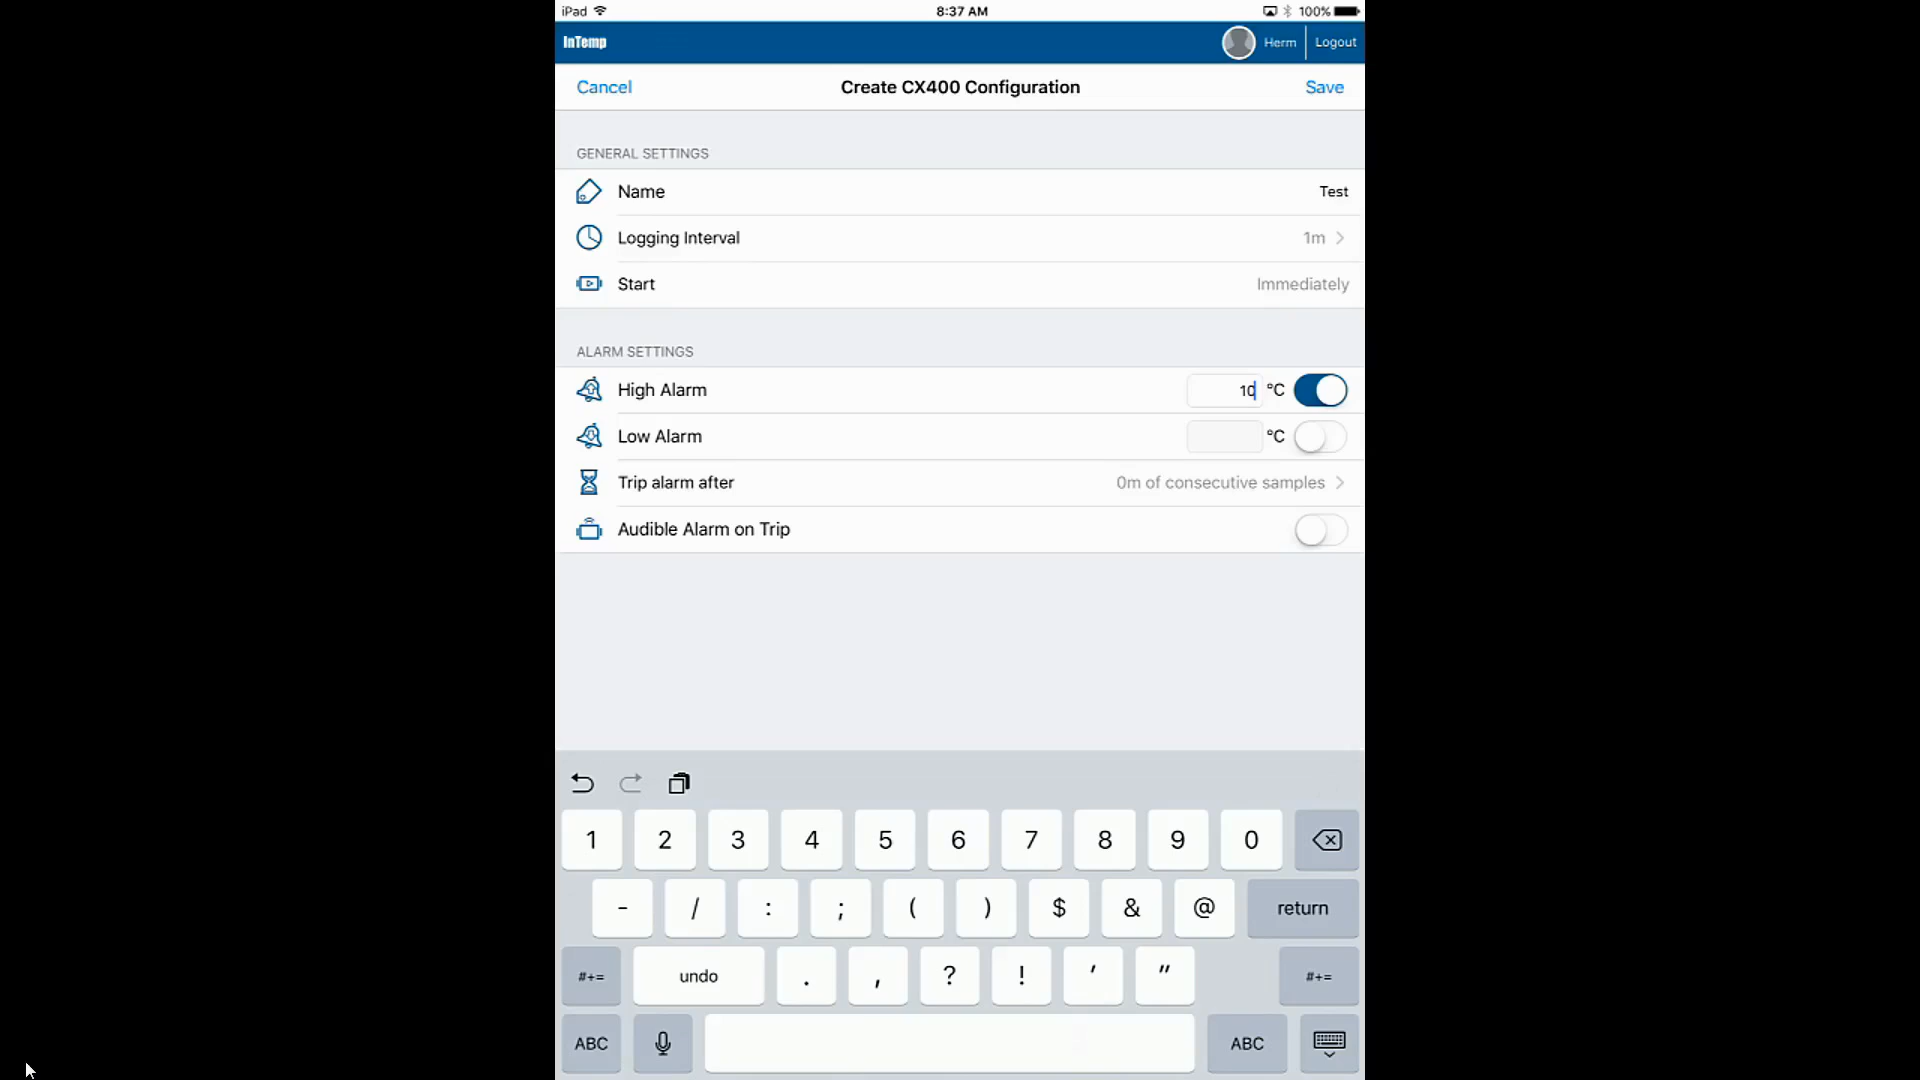 iPad 8:37 AM 100%
InTemp Herm Logout
Cancel Create CX400 Configuration Save
GENERAL SETTINGS
Name Test
Logging Interval 1m
Start Immediately
ALARM SETTINGS
High Alarm 10 °C
Low Alarm °C
Trip alarm after 0m of consecutive samples
Audible Alarm on Trip
1 2 3 4 5 6 7 8 9 0
- / : ; ( ) $ & @ return
#+= undo . , ? ! ' " #+=
ABC ABC